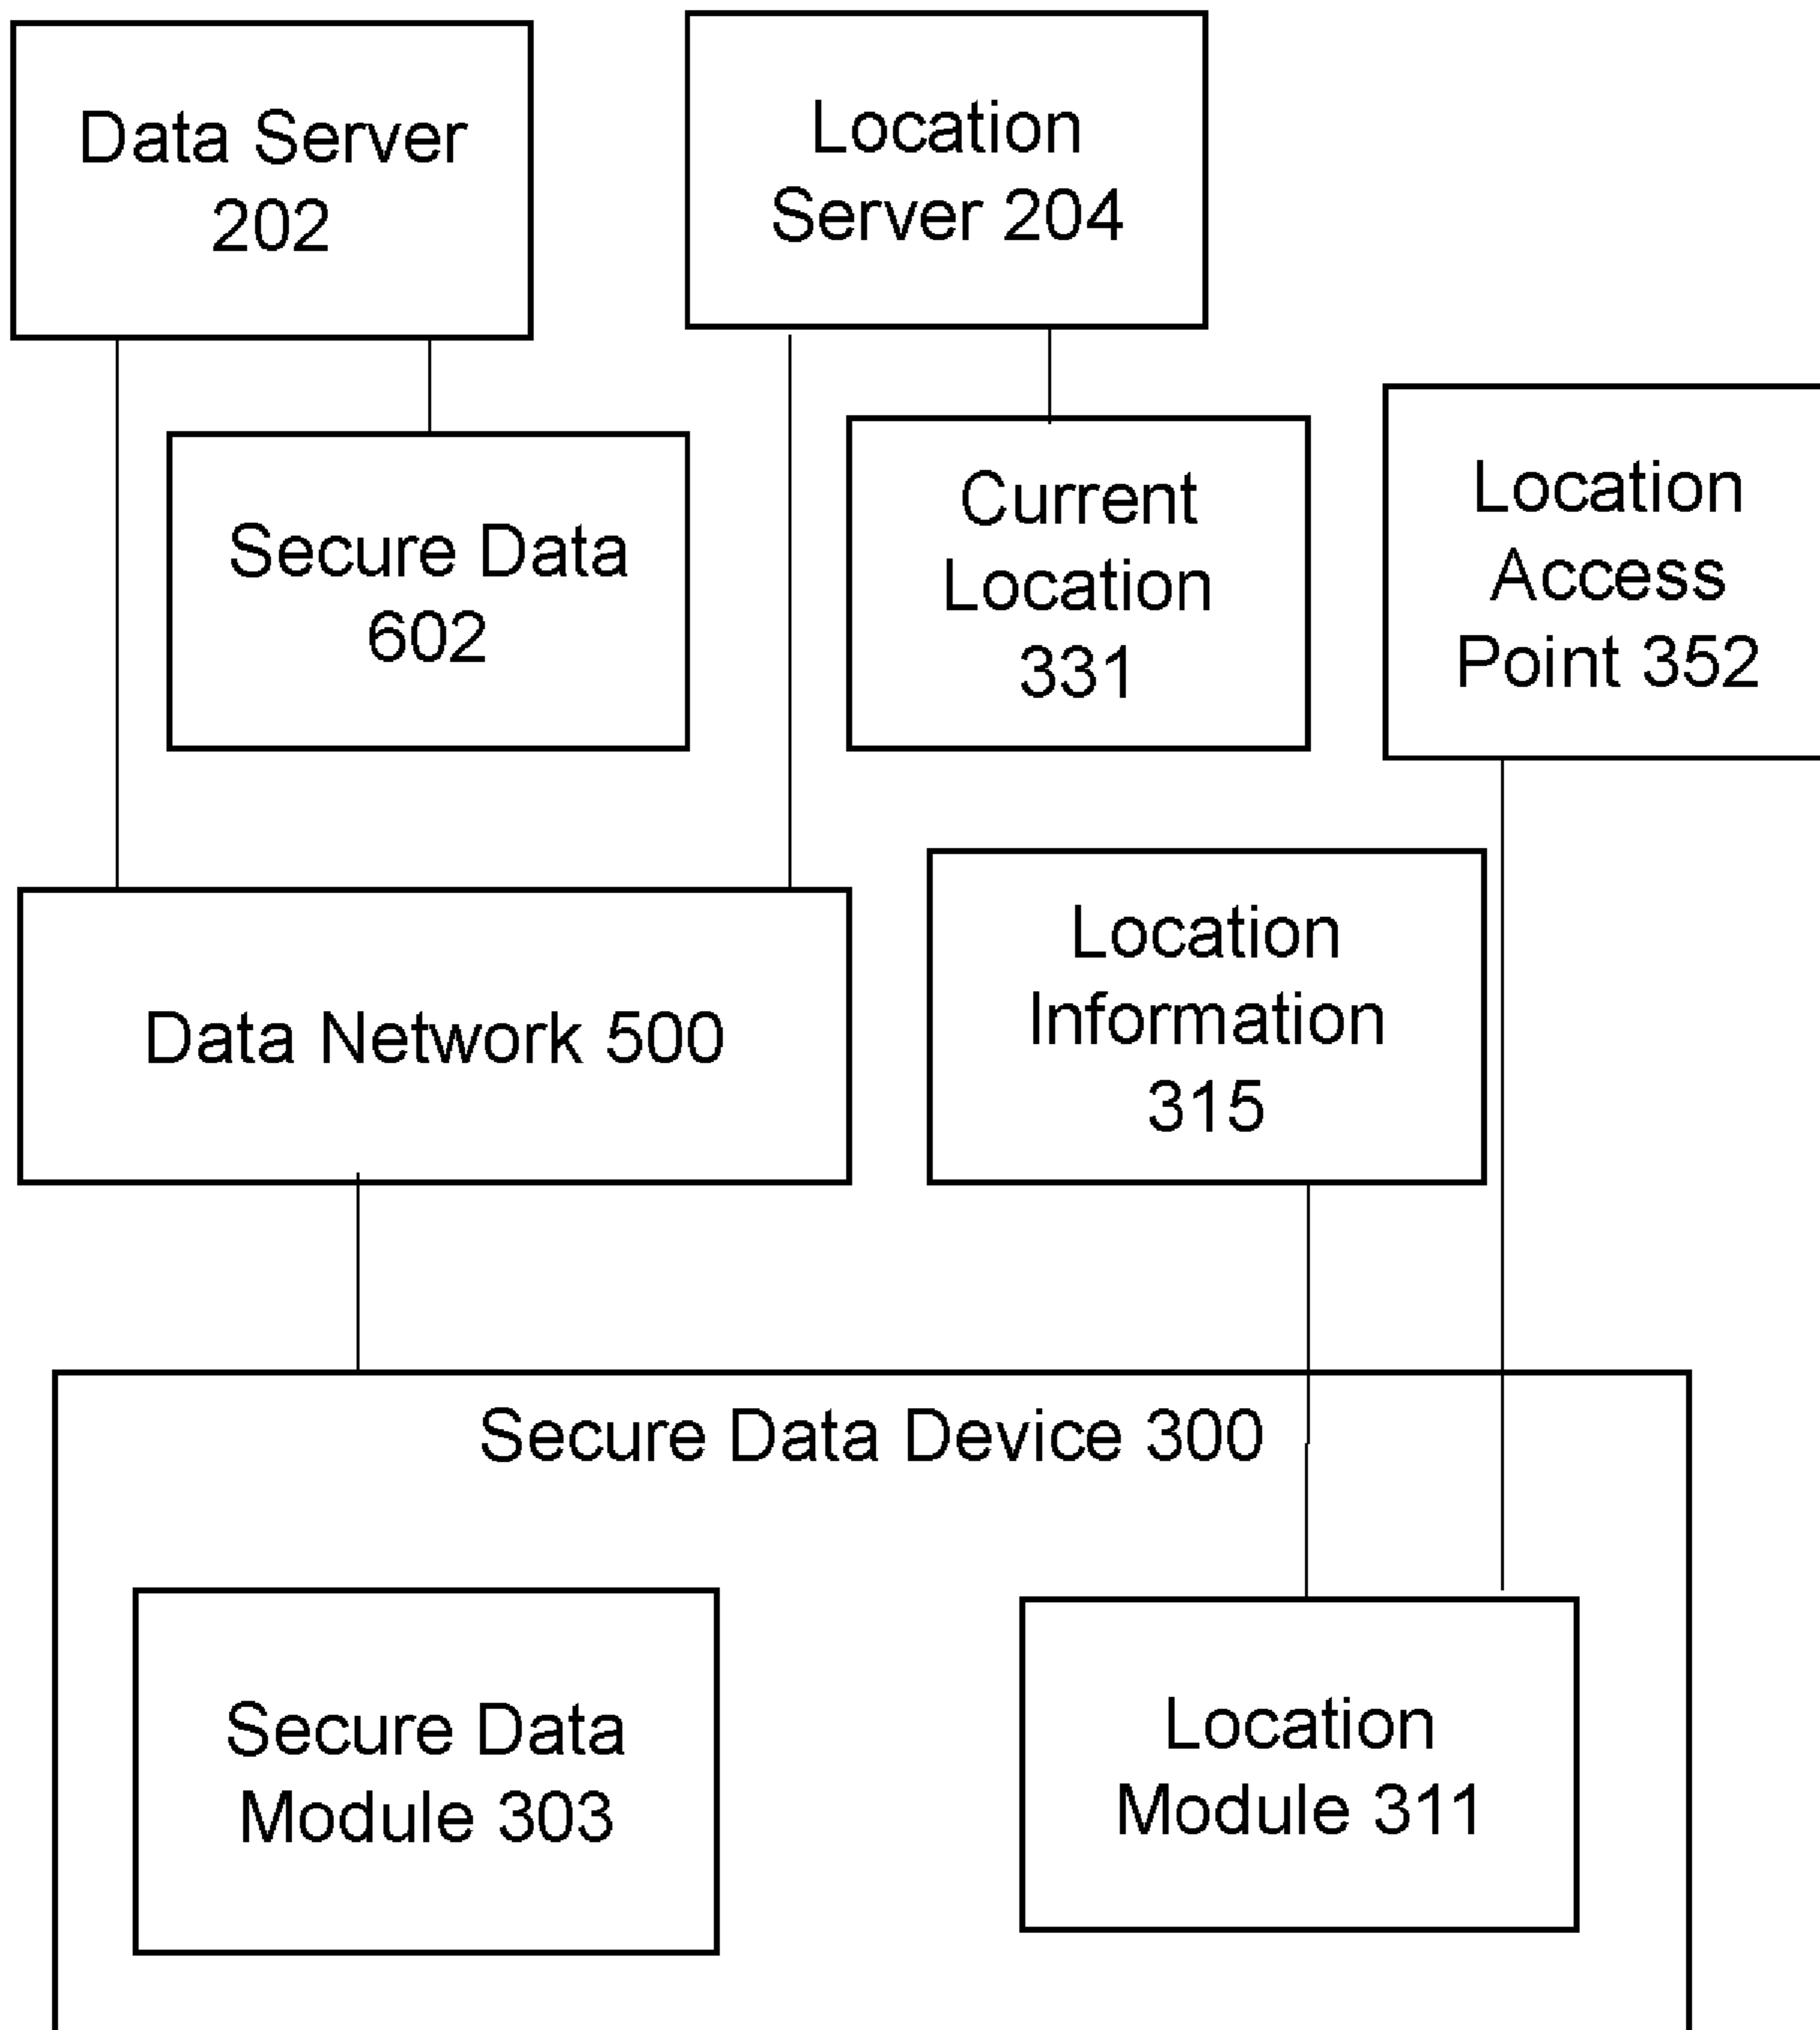 Data Server
202
Location
Server 204
Secure Data
602
Current
Location
331
Location
Access
Point 352
Data Network 500
Location
Information
315
Secure Data Device 300
Secure Data
Module 303
Location
Module 311